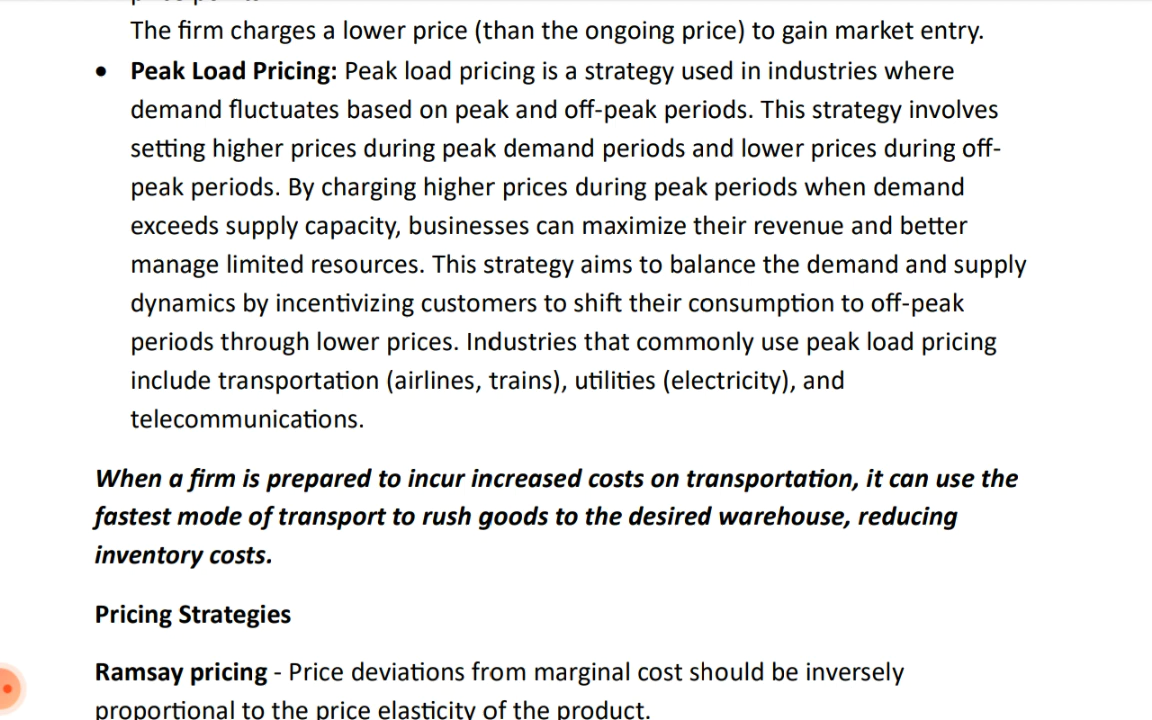 The firm charges a lower price (than the ongoing price) to gain market entry.
• Peak Load Pricing: Peak load pricing is a strategy used in industries where
demand fluctuates based on peak and off-peak periods. This strategy involves
setting higher prices during peak demand periods and lower prices during off-
peak periods. By charging higher prices during peak periods when demand
exceeds supply capacity, businesses can maximize their revenue and better
manage limited resources. This strategy aims to balance the demand and supply
dynamics by incentivizing customers to shift their consumption to off-peak
periods through lower prices. Industries that commonly use peak load pricing
include transportation (airlines, trains), utilities (electricity), and
telecommunications.
When a firm is prepared to incur increased costs on transportation, it can use the
fastest mode of transport to rush goods to the desired warehouse, reducing
inventory costs.
Pricing Strategies
Ramsay pricing - Price deviations from marginal cost should be inversely
proportional to the price elasticity of the product.